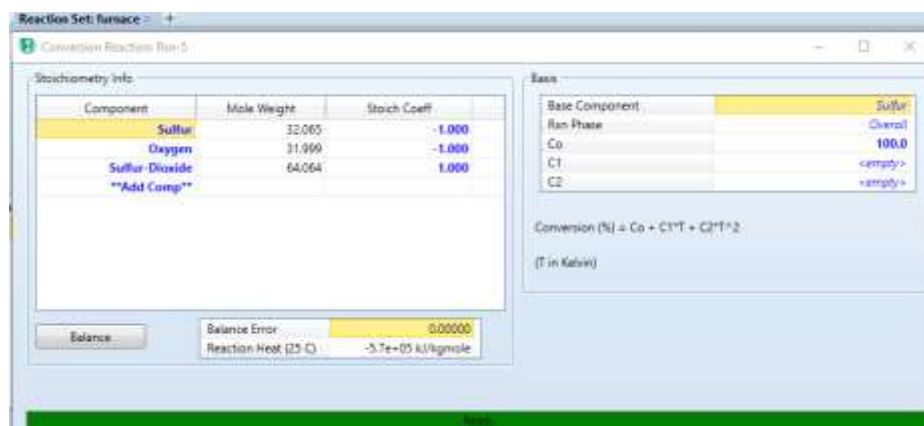 Reaction Set: furnace +
Conversion Reaction: Rxn-5
Stoichiometry Info
Component Mole Weight Stoich Coeff
Sulfur 32.065 -1.000
Oxygen 31.999 -1.000
Sulfur-Dioxide 64.064 1.000
**Add Comp**
Balance
Balance Error 0.00000
Reaction Heat (25 C) -5.7e+05 kJ/kgmole
Basis
Base Component Sulfur
Rxn Phase Overall
Co 100.0
C1 <empty>
C2 <empty>
Conversion (%) = Co + C1*T + C2*T^2
(T in Kelvin)
Ready